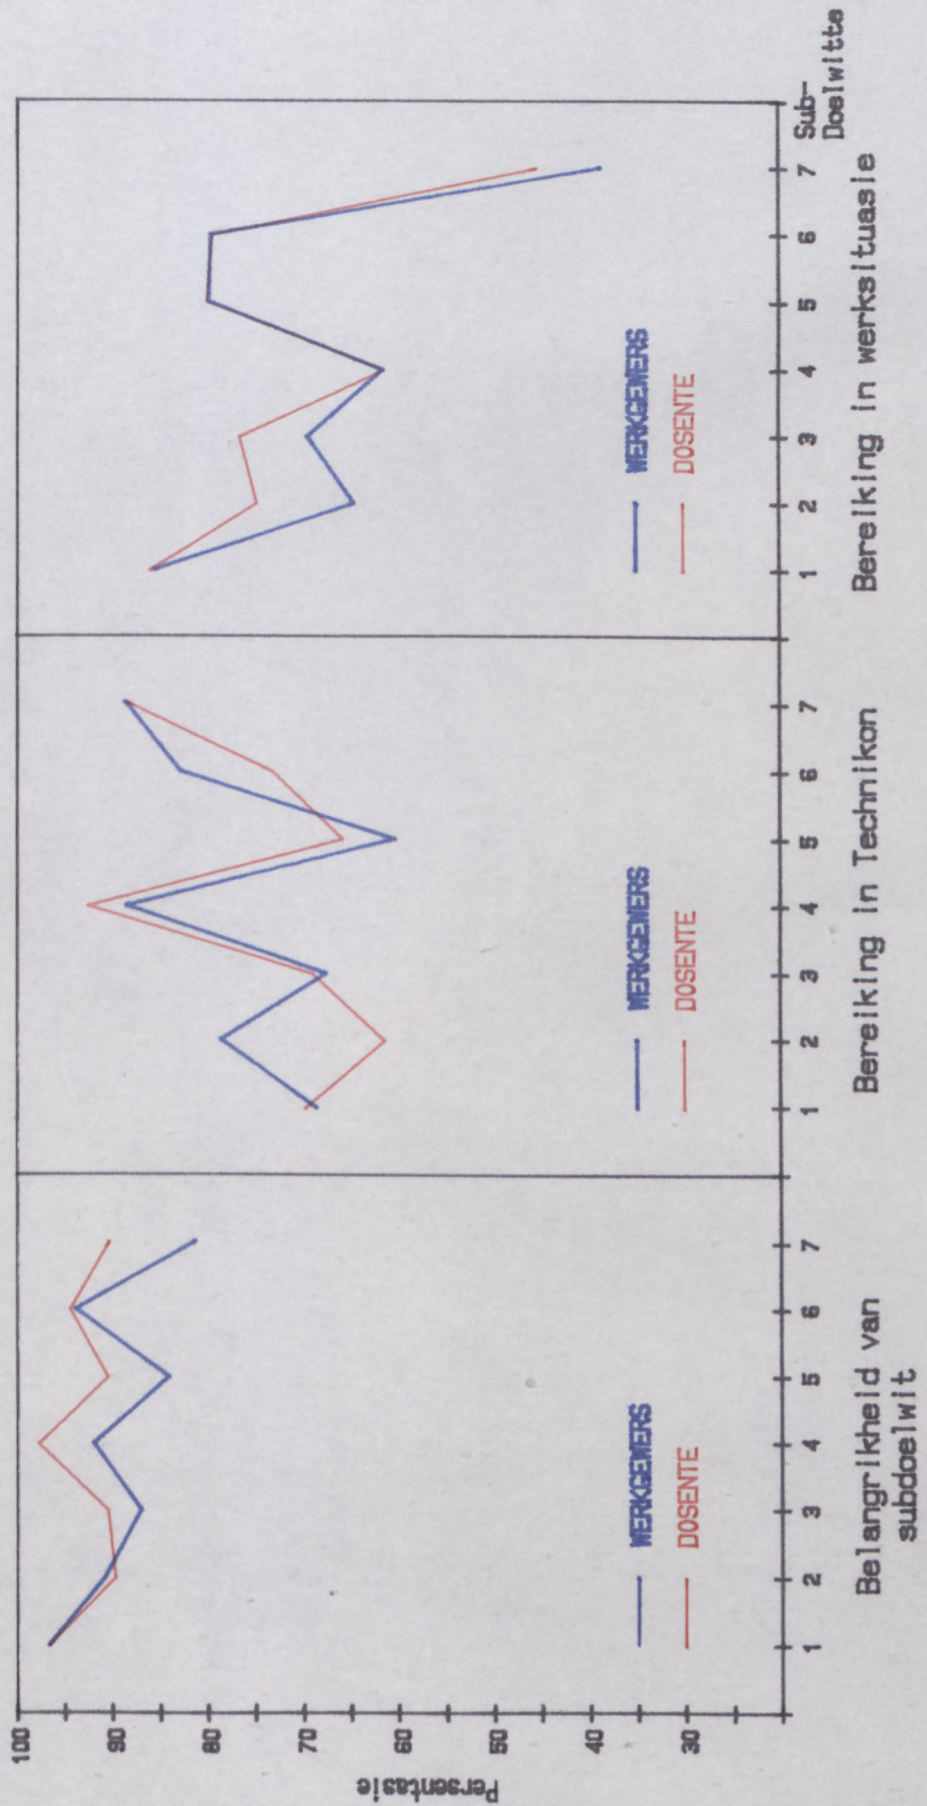 Persentasie
100
90
80
70
60
50
40
30
WERKGEWERS
DOSENTE
1 2 3 4 5 6 7
Belangrikheid van
subdoelwit
WERKGEWERS
DOSENTE
1 2 3 4 5 6 7
Bereiking in Technikon
WERKGEWERS
DOSENTE
1 2 3 4 5 6 7
Sub-
Doelwitte
Bereiking in werksituasie